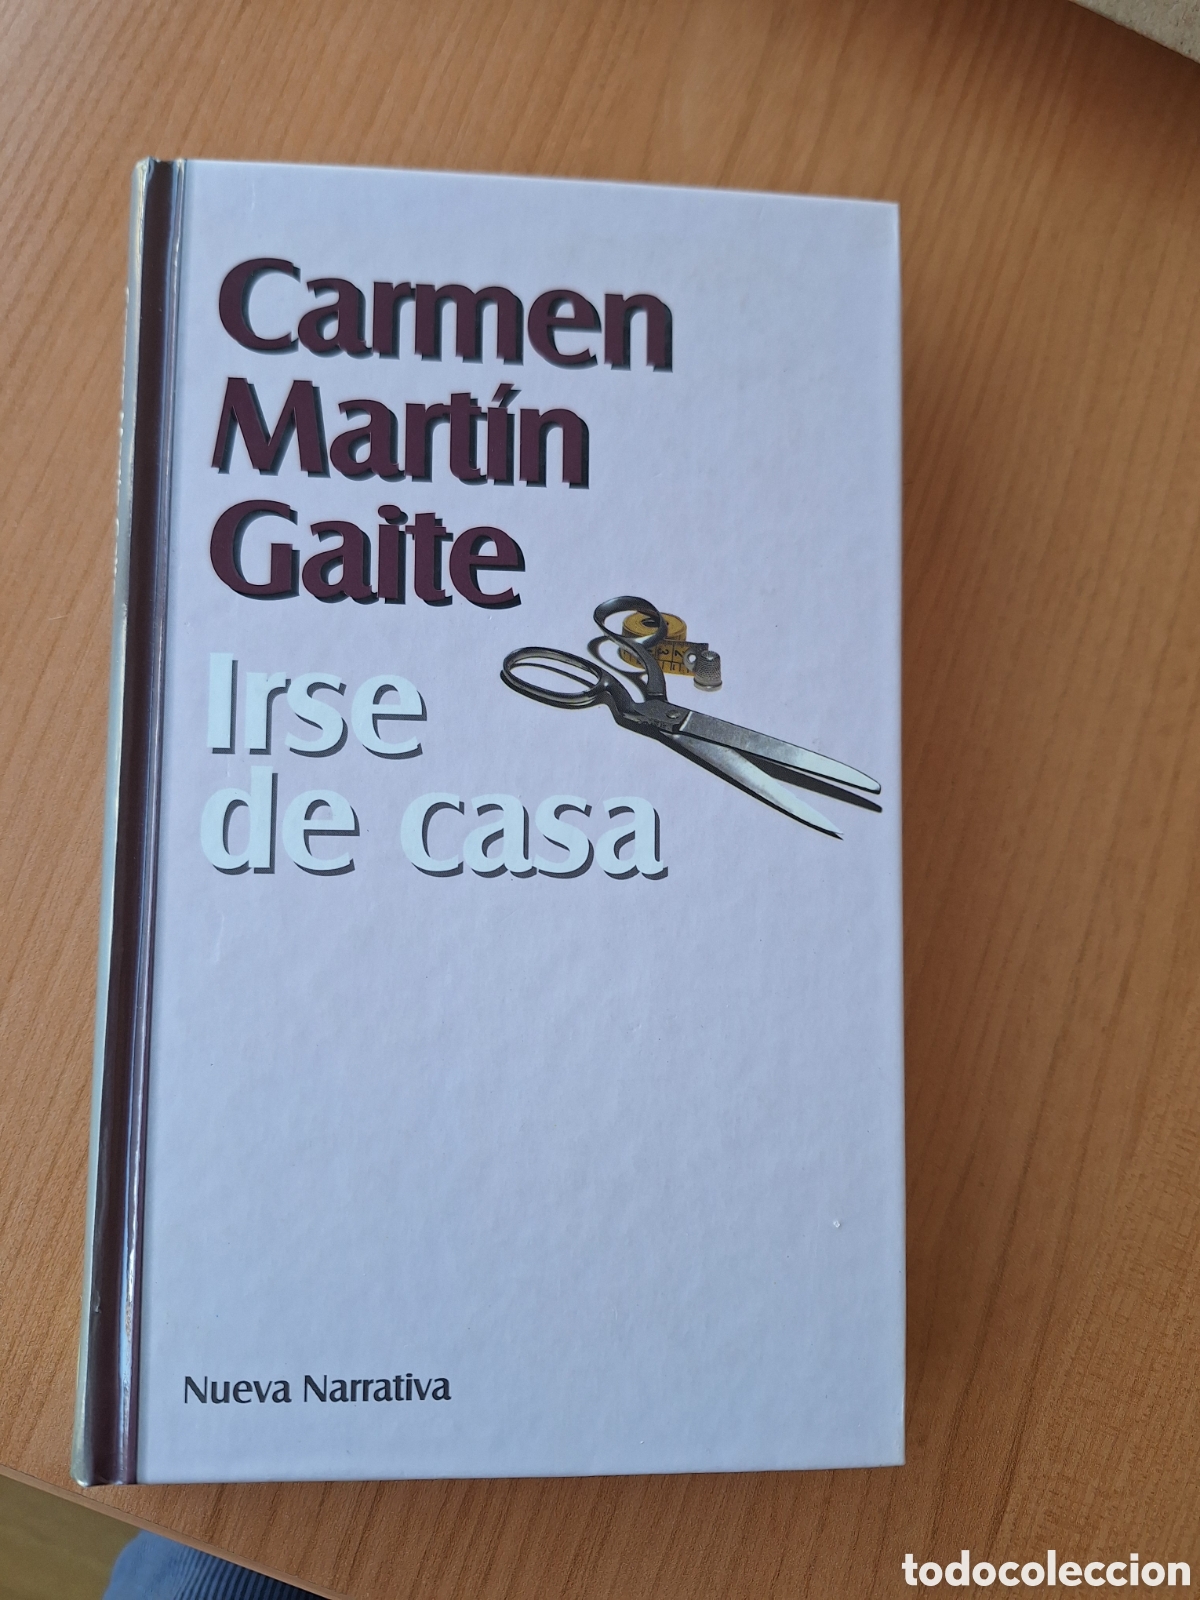 Carmen
Martín
Gaite
Irse
de casa
Nueva Narrativa
todocoleccion